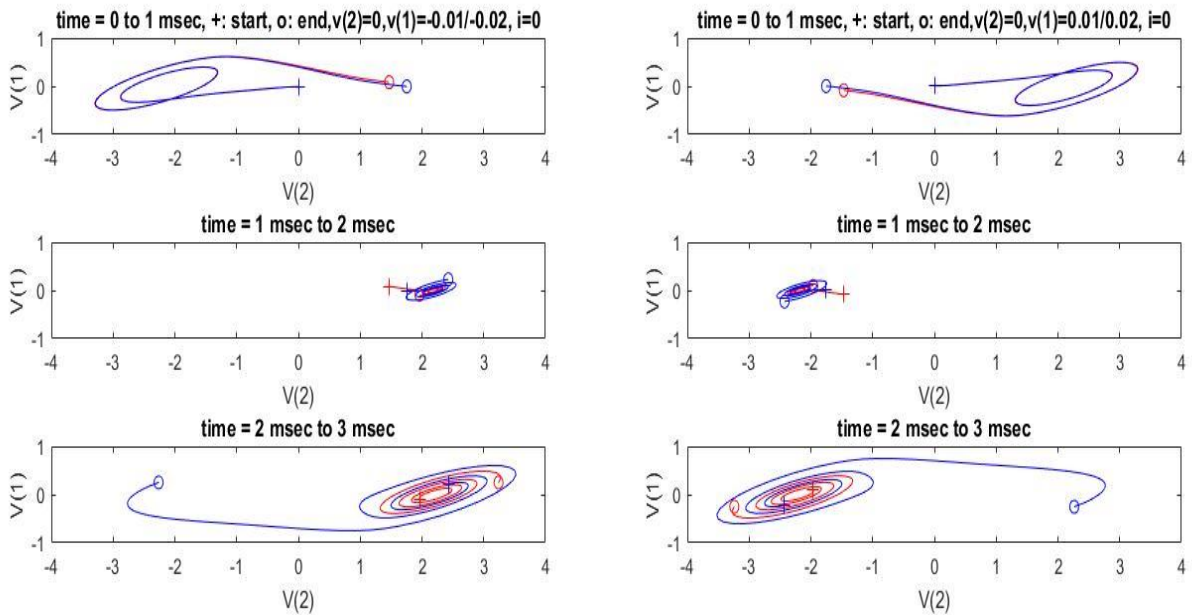 time = 0 to 1 msec, +: start, o: end,v(2)=0,v(1)=-0.01/-0.02, i=0
1
0
-1
V(1)
-4 -3 -2 -1 0 1 2 3 4
V(2)
time = 0 to 1 msec, +: start, o: end,v(2)=0,v(1)=0.01/0.02, i=0
1
0
-1
V(1)
-4 -3 -2 -1 0 1 2 3 4
V(2)
time = 1 msec to 2 msec
1
0
-1
V(1)
-4 -3 -2 -1 0 1 2 3 4
V(2)
time = 1 msec to 2 msec
1
0
-1
V(1)
-4 -3 -2 -1 0 1 2 3 4
V(2)
time = 2 msec to 3 msec
1
0
-1
V(1)
-4 -3 -2 -1 0 1 2 3 4
V(2)
time = 2 msec to 3 msec
1
0
-1
V(1)
-4 -3 -2 -1 0 1 2 3 4
V(2)